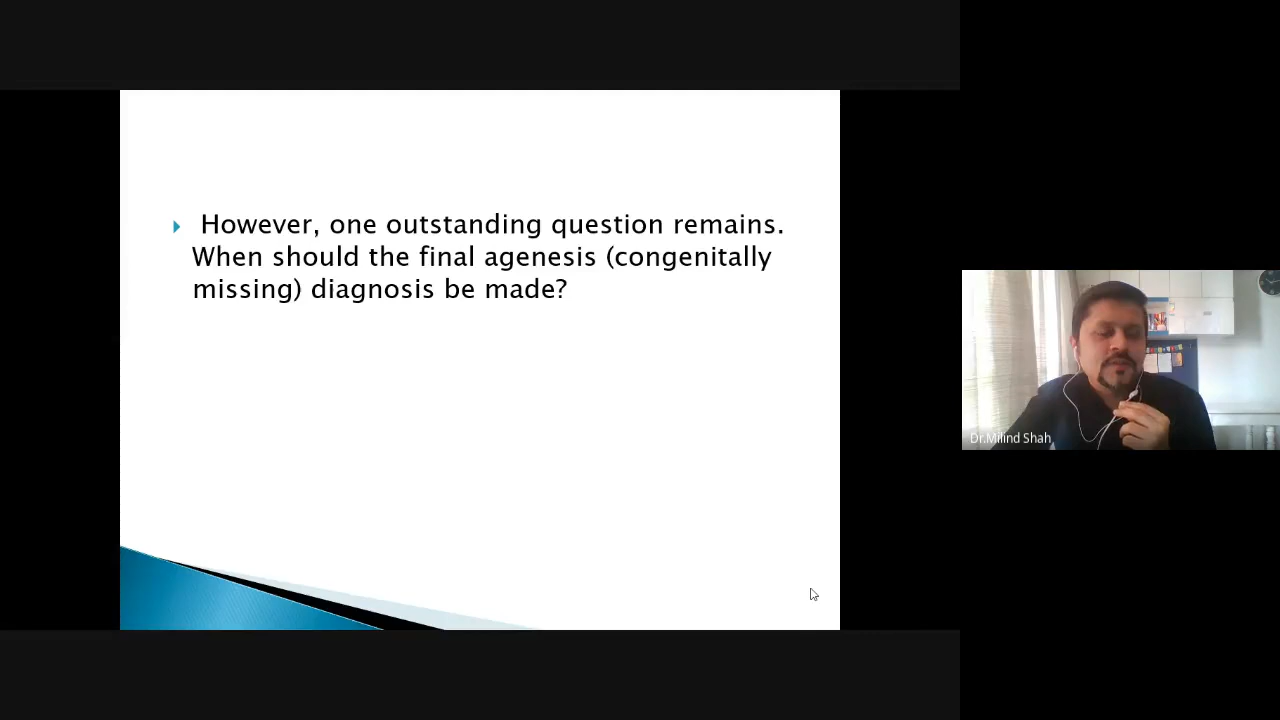 However, one outstanding question remains.
When should the final agenesis (congenitally
missing) diagnosis be made?
Dr.Milind Shah